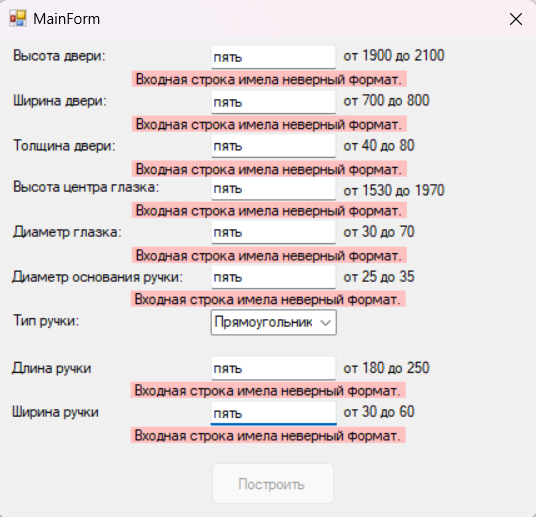 MainForm
Высота двери: пять от 1900 до 2100
Входная строка имела неверный формат.
Ширина двери: пять от 700 до 800
Входная строка имела неверный формат.
Толщина двери: пять от 40 до 80
Входная строка имела неверный формат.
Высота центра глазка: пять от 1530 до 1970
Входная строка имела неверный формат.
Диаметр глазка: пять от 30 до 70
Входная строка имела неверный формат.
Диаметр основания ручки: пять от 25 до 35
Входная строка имела неверный формат.
Тип ручки: Прямоугольник
Длина ручки пять от 180 до 250
Входная строка имела неверный формат.
Ширина ручки пять от 30 до 60
Входная строка имела неверный формат.
Построить